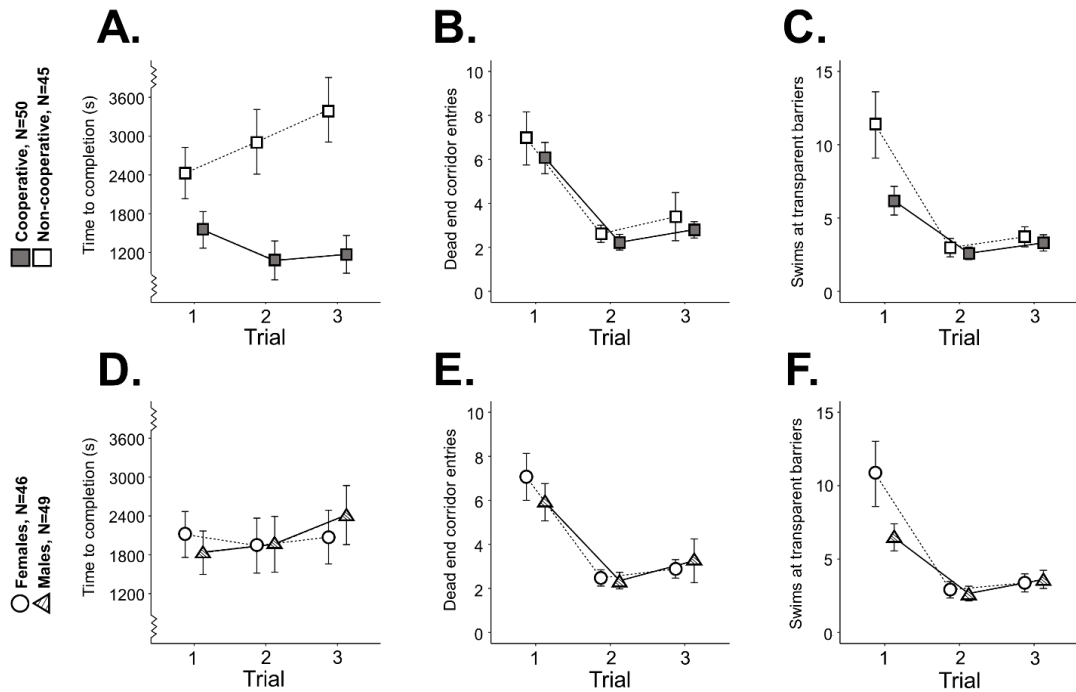 A.
B.
C.
Cooperative, N=50
Non-cooperative, N=45
Time to completion (s)
3600
3000
2400
1800
1200
1
2
3
Trial
Dead end corridor entries
10
8
6
4
2
0
1
2
3
Trial
Swims at transparent barriers
15
10
5
0
1
2
3
Trial
D.
E.
F.
Females, N=46
Males, N=49
Time to completion (s)
3600
3000
2400
1800
1200
1
2
3
Trial
Dead end corridor entries
10
8
6
4
2
0
1
2
3
Trial
Swims at transparent barriers
15
10
5
0
1
2
3
Trial